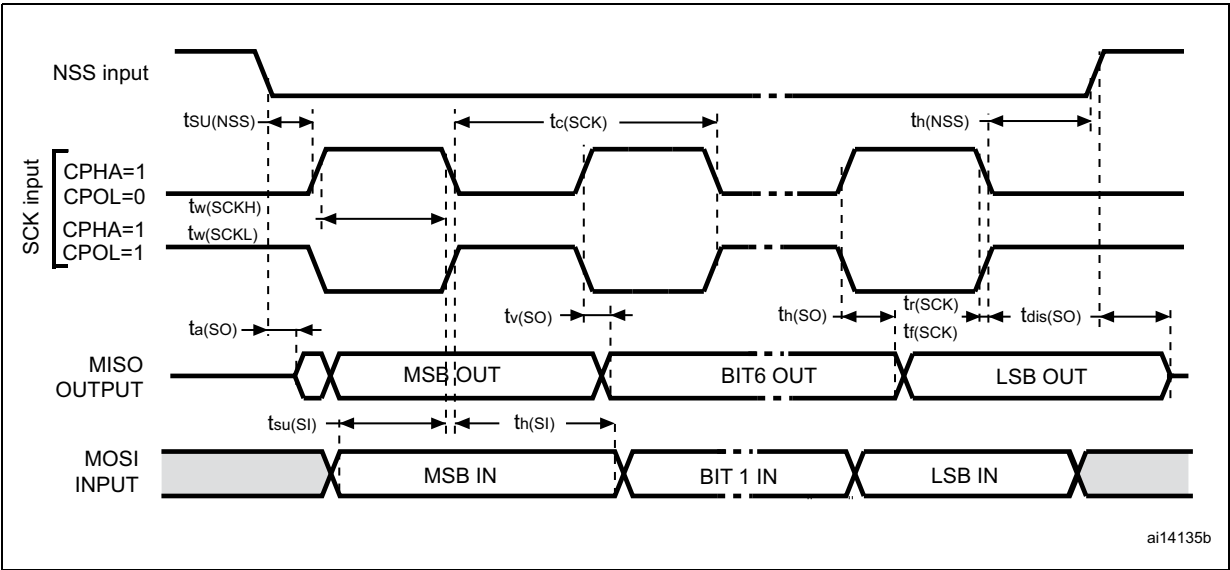 NSS input
tSU(NSS)
tc(SCK)
th(NSS)
SCK input
CPHA=1
CPOL=0
tw(SCKH)
CPHA=1
tw(SCKL)
CPOL=1
ta(SO)
tv(SO)
th(SO)
tr(SCK)
tf(SCK)
tdis(SO)
MISO
OUTPUT
MSB OUT
BIT6 OUT
LSB OUT
tsu(SI)
th(SI)
MOSI
INPUT
MSB IN
BIT 1 IN
LSB IN
ai14135b